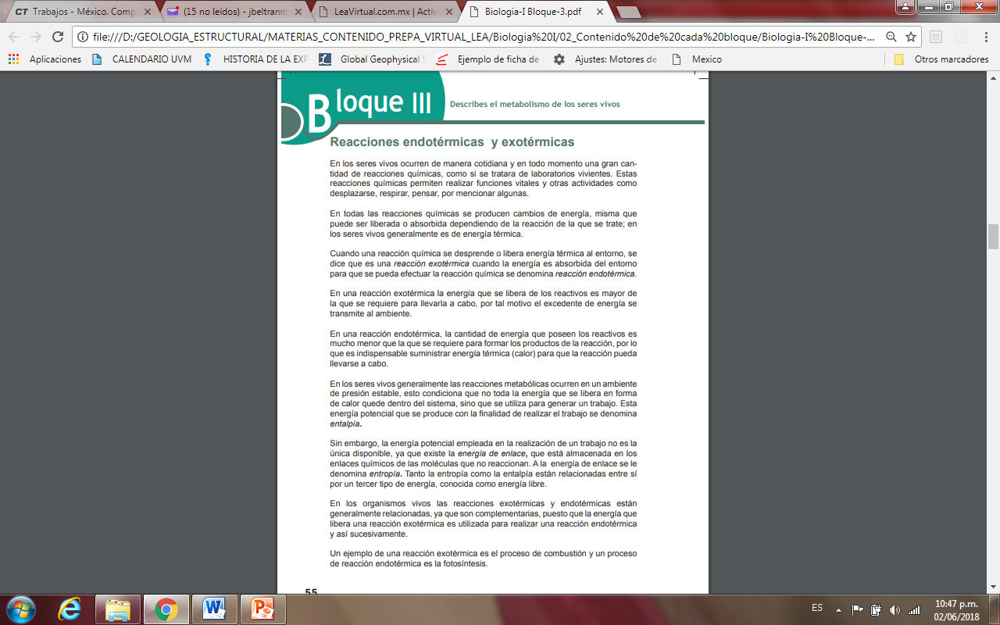 CT Trabajos - México. Comp
(15 no leídos) - jbeltranm
LeaVirtual.com.mx | Activ
Biologia-I Bloque-3.pdf
file:///D:/GEOLOGIA_ESTRUCTURAL/MATERIAS_CONTENIDO_PREPA_VIRTUAL_LEA/Biologia%20I/02_Contenido%20de%20cada%20bloque/Biologia-I%20Bloque-...
Aplicaciones CALENDARIO UVM HISTORIA DE LA EXP Global Geophysical S Ejemplo de ficha de Ajustes: Motores de Mexico Otros marcadores
Bloque III Describes el metabolismo de los seres vivos
Reacciones endotérmicas y exotérmicas
En los seres vivos ocurren de manera cotidiana y en todo momento una gran can-
tidad de reacciones químicas, como si se tratara de laboratorios vivientes. Estas
reacciones químicas permiten realizar funciones vitales y otras actividades como
desplazarse, respirar, pensar, por mencionar algunas.
En todas las reacciones químicas se producen cambios de energía, misma que
puede ser liberada o absorbida dependiendo de la reacción de la que se trate; en
los seres vivos generalmente es de energía térmica.
Cuando una reacción química se desprende o libera energía térmica al entorno, se
dice que es una reacción exotérmica cuando la energía es absorbida del entorno
para que se pueda efectuar la reacción química se denomina reacción endotérmica.
En una reacción exotérmica la energía que se libera de los reactivos es mayor de
la que se requiere para llevarla a cabo, por tal motivo el excedente de energía se
transmite al ambiente.
En una reacción endotérmica, la cantidad de energía que poseen los reactivos es
mucho menor que la que se requiere para formar los productos de la reacción, por lo
que es indispensable suministrar energía térmica (calor) para que la reacción pueda
llevarse a cabo.
En los seres vivos generalmente las reacciones metabólicas ocurren en un ambiente
de presión estable, esto condiciona que no toda la energía que se libera en forma
de calor quede dentro del sistema, sino que se utiliza para generar un trabajo. Esta
energía potencial que se produce con la finalidad de realizar el trabajo se denomina
entalpía.
Sin embargo, la energía potencial empleada en la realización de un trabajo no es la
única disponible, ya que existe la energía de enlace, que está almacenada en los
enlaces químicos de las moléculas que no reaccionan. A la energía de enlace se le
denomina entropía. Tanto la entropía como la entalpía están relacionadas entre sí
por un tercer tipo de energía, conocida como energía libre.
En los organismos vivos las reacciones exotérmicas y endotérmicas están
generalmente relacionadas, ya que son complementarias, puesto que la energía que
libera una reacción exotérmica es utilizada para realizar una reacción endotérmica
y así sucesivamente.
Un ejemplo de una reacción exotérmica es el proceso de combustión y un proceso
de reacción endotérmica es la fotosíntesis.
55
ES
10:47 p.m.
02/06/2018